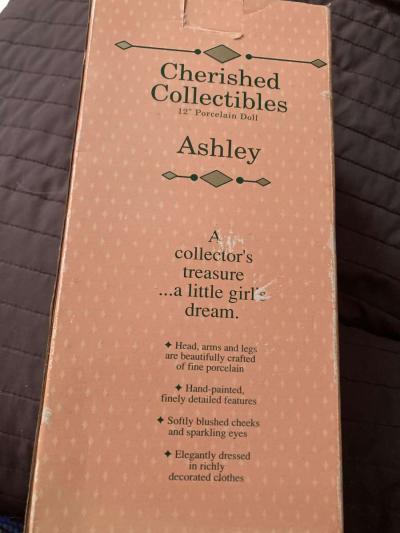 Cherished
Collectibles
12" Porcelain Doll
Ashley
A
collector's
treasure
...a little girl's
dream.
✦ Head, arms and legs
are beautifully crafted
of fine porcelain
✦ Hand-painted,
finely detailed features
✦ Softly blushed cheeks
and sparkling eyes
✦ Elegantly dressed
in richly
decorated clothes